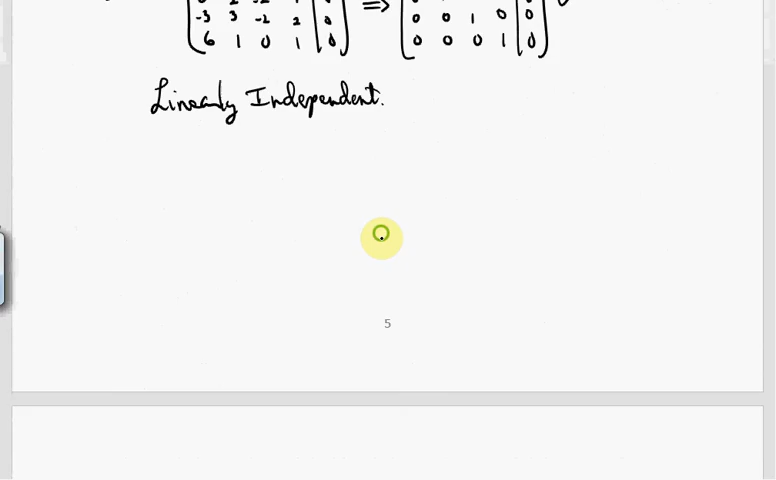 -3 3 -2 2 | 0 ⇒ 0 0 1 0 | 0
6 1 0 1 | 0 0 0 0 1 | 0
Linearly Independent.
5